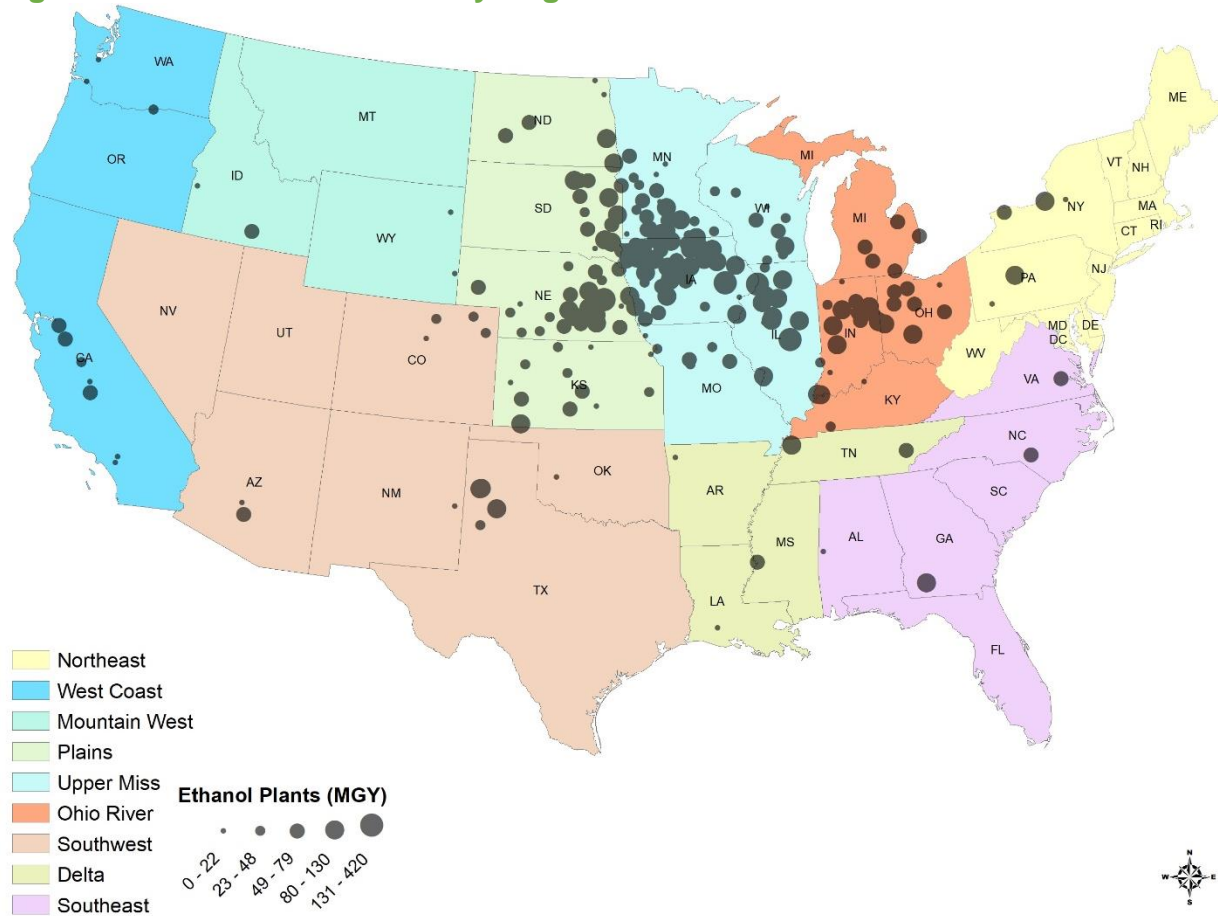 WA
ME
MT
ND
MN
OR
MI
VT
NH
ID
SD
WI
MI
NY
MA
CT
RI
WY
IA
PA
NJ
NE
NV
UT
IL
IN
OH
MD
DE
DC
CA
CO
WV
KS
MO
VA
KY
NC
TN
AZ
NM
OK
AR
SC
MS
AL
GA
TX
LA
FL
Northeast
West Coast
Mountain West
Plains
Upper Miss
Ohio River
Southwest
Delta
Southeast
Ethanol Plants (MGY)
0 - 22
23 - 48
49 - 79
80 - 130
131 - 420
N
W
E
S